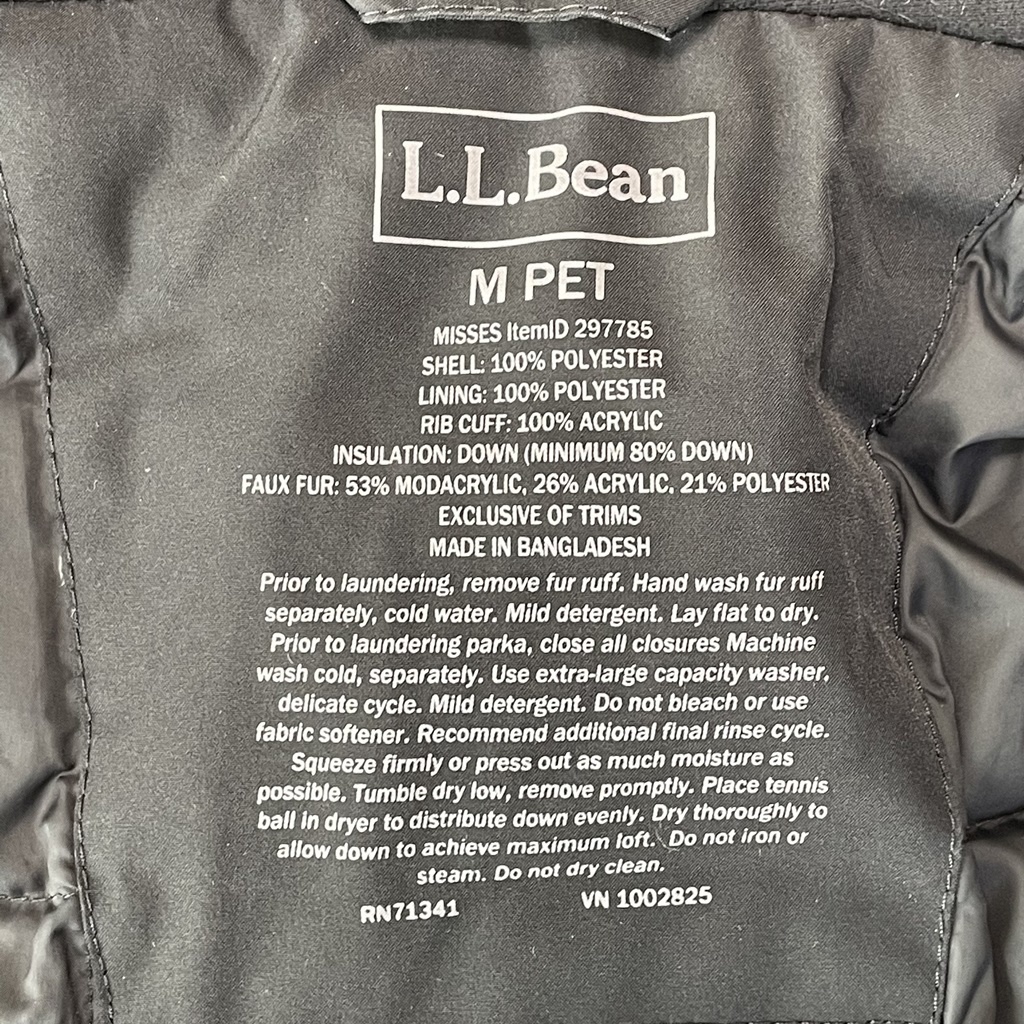 L.L.Bean
M PET
MISSES ItemID 297785
SHELL: 100% POLYESTER
LINING: 100% POLYESTER
RIB CUFF: 100% ACRYLIC
INSULATION: DOWN (MINIMUM 80% DOWN)
FAUX FUR: 53% MODACRYLIC, 26% ACRYLIC, 21% POLYESTER
EXCLUSIVE OF TRIMS
MADE IN BANGLADESH
Prior to laundering, remove fur ruff. Hand wash fur ruff
separately, cold water. Mild detergent. Lay flat to dry.
Prior to laundering parka, close all closures Machine
wash cold, separately. Use extra-large capacity washer,
delicate cycle. Mild detergent. Do not bleach or use
fabric softener. Recommend additional final rinse cycle.
Squeeze firmly or press out as much moisture as
possible. Tumble dry low, remove promptly. Place tennis
ball in dryer to distribute down evenly. Dry thoroughly to
allow down to achieve maximum loft. Do not iron or
steam. Do not dry clean.
RN71341 VN 1002825